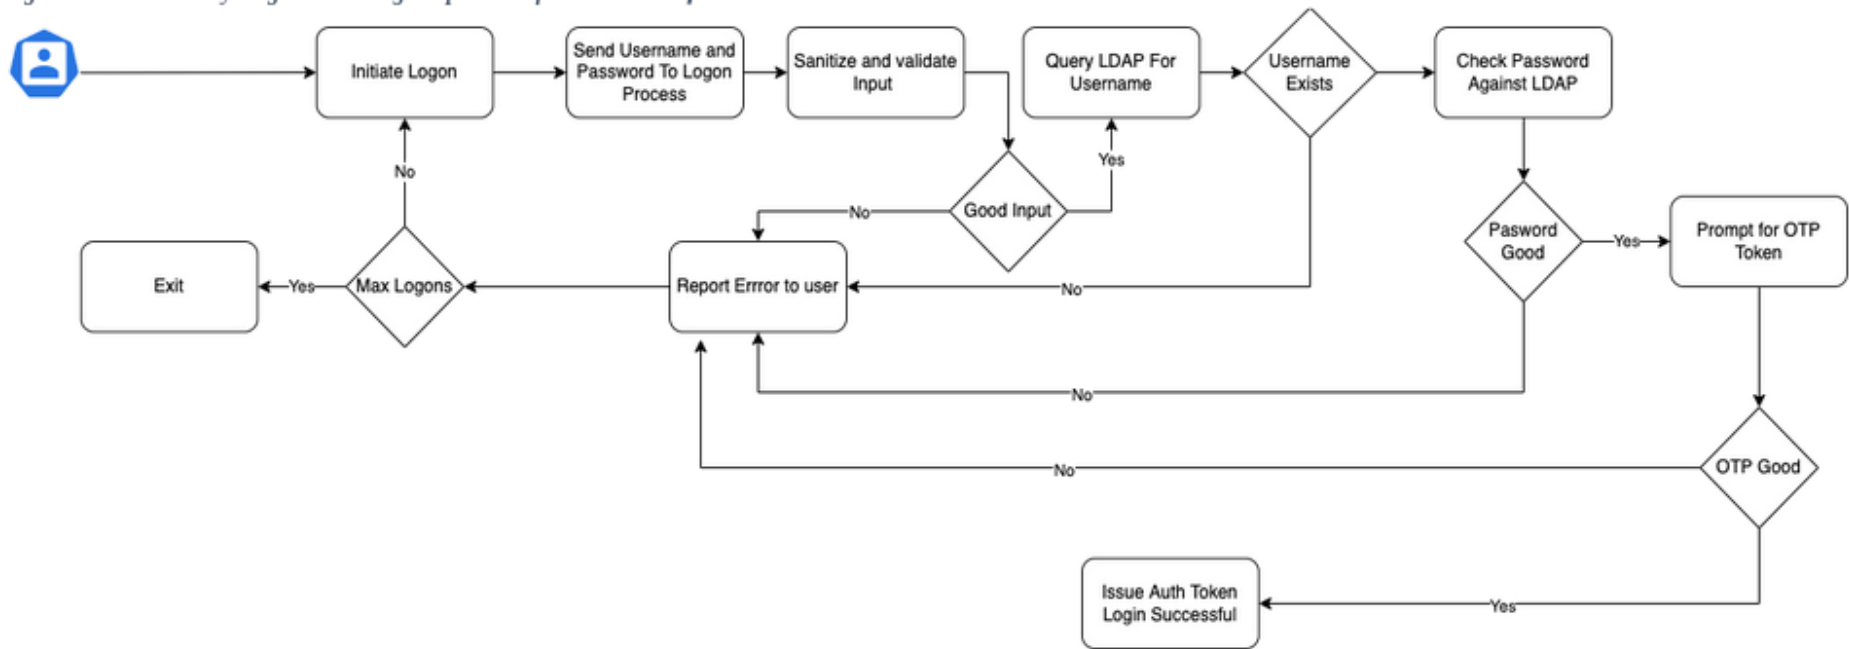 Initiate Logon
Send Username and
Password To Logon
Process
Sanitize and validate
Input
Query LDAP For
Username
Username
Exists
Check Password
Against LDAP
No
Yes
No
Good Input
Pasword
Good
Yes
Prompt for OTP
Token
Exit
Yes
Max Logons
Report Errror to user
No
No
No
OTP Good
Issue Auth Token
Login Successful
Yes